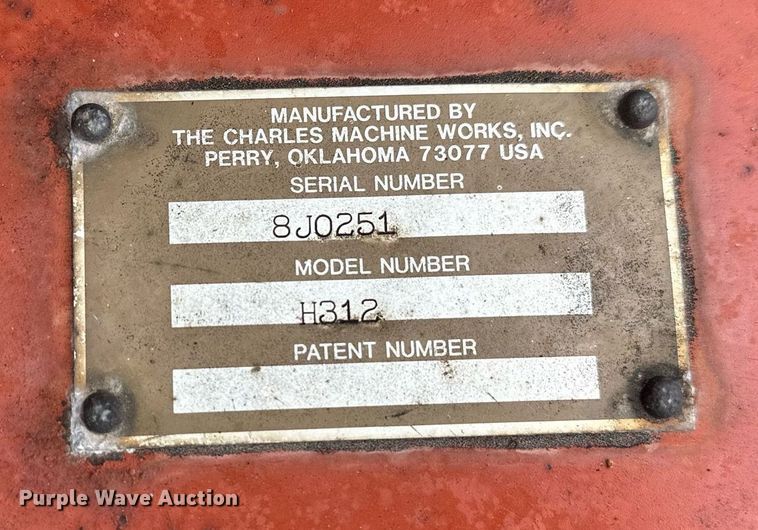 MANUFACTURED BY
THE CHARLES MACHINE WORKS, INC.
PERRY, OKLAHOMA 73077 USA
SERIAL NUMBER
8J0251
MODEL NUMBER
H312
PATENT NUMBER
Purple Wave Auction